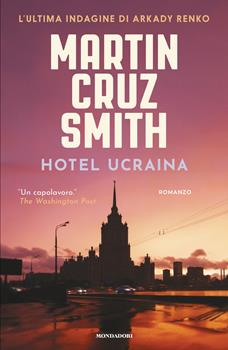 L'ULTIMA INDAGINE DI ARKADY RENKO
MARTIN
CRUZ
SMITH
HOTEL UCRAINA
"Un capolavoro."
The Washington Post
ROMANZO
MONDADORI